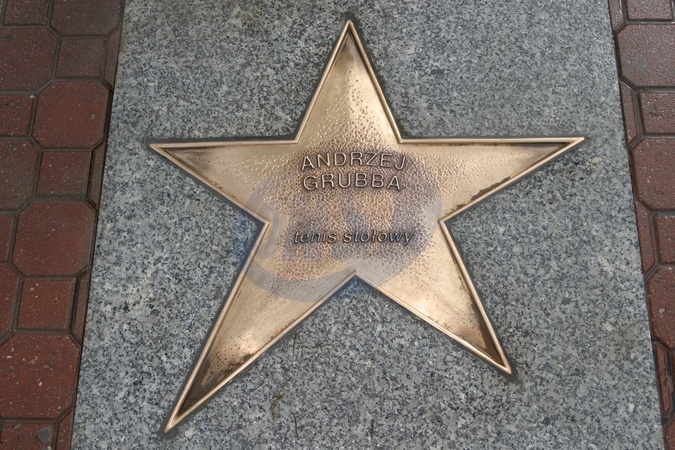 ANDRZEJ
GRUBBA
tenis stołowy